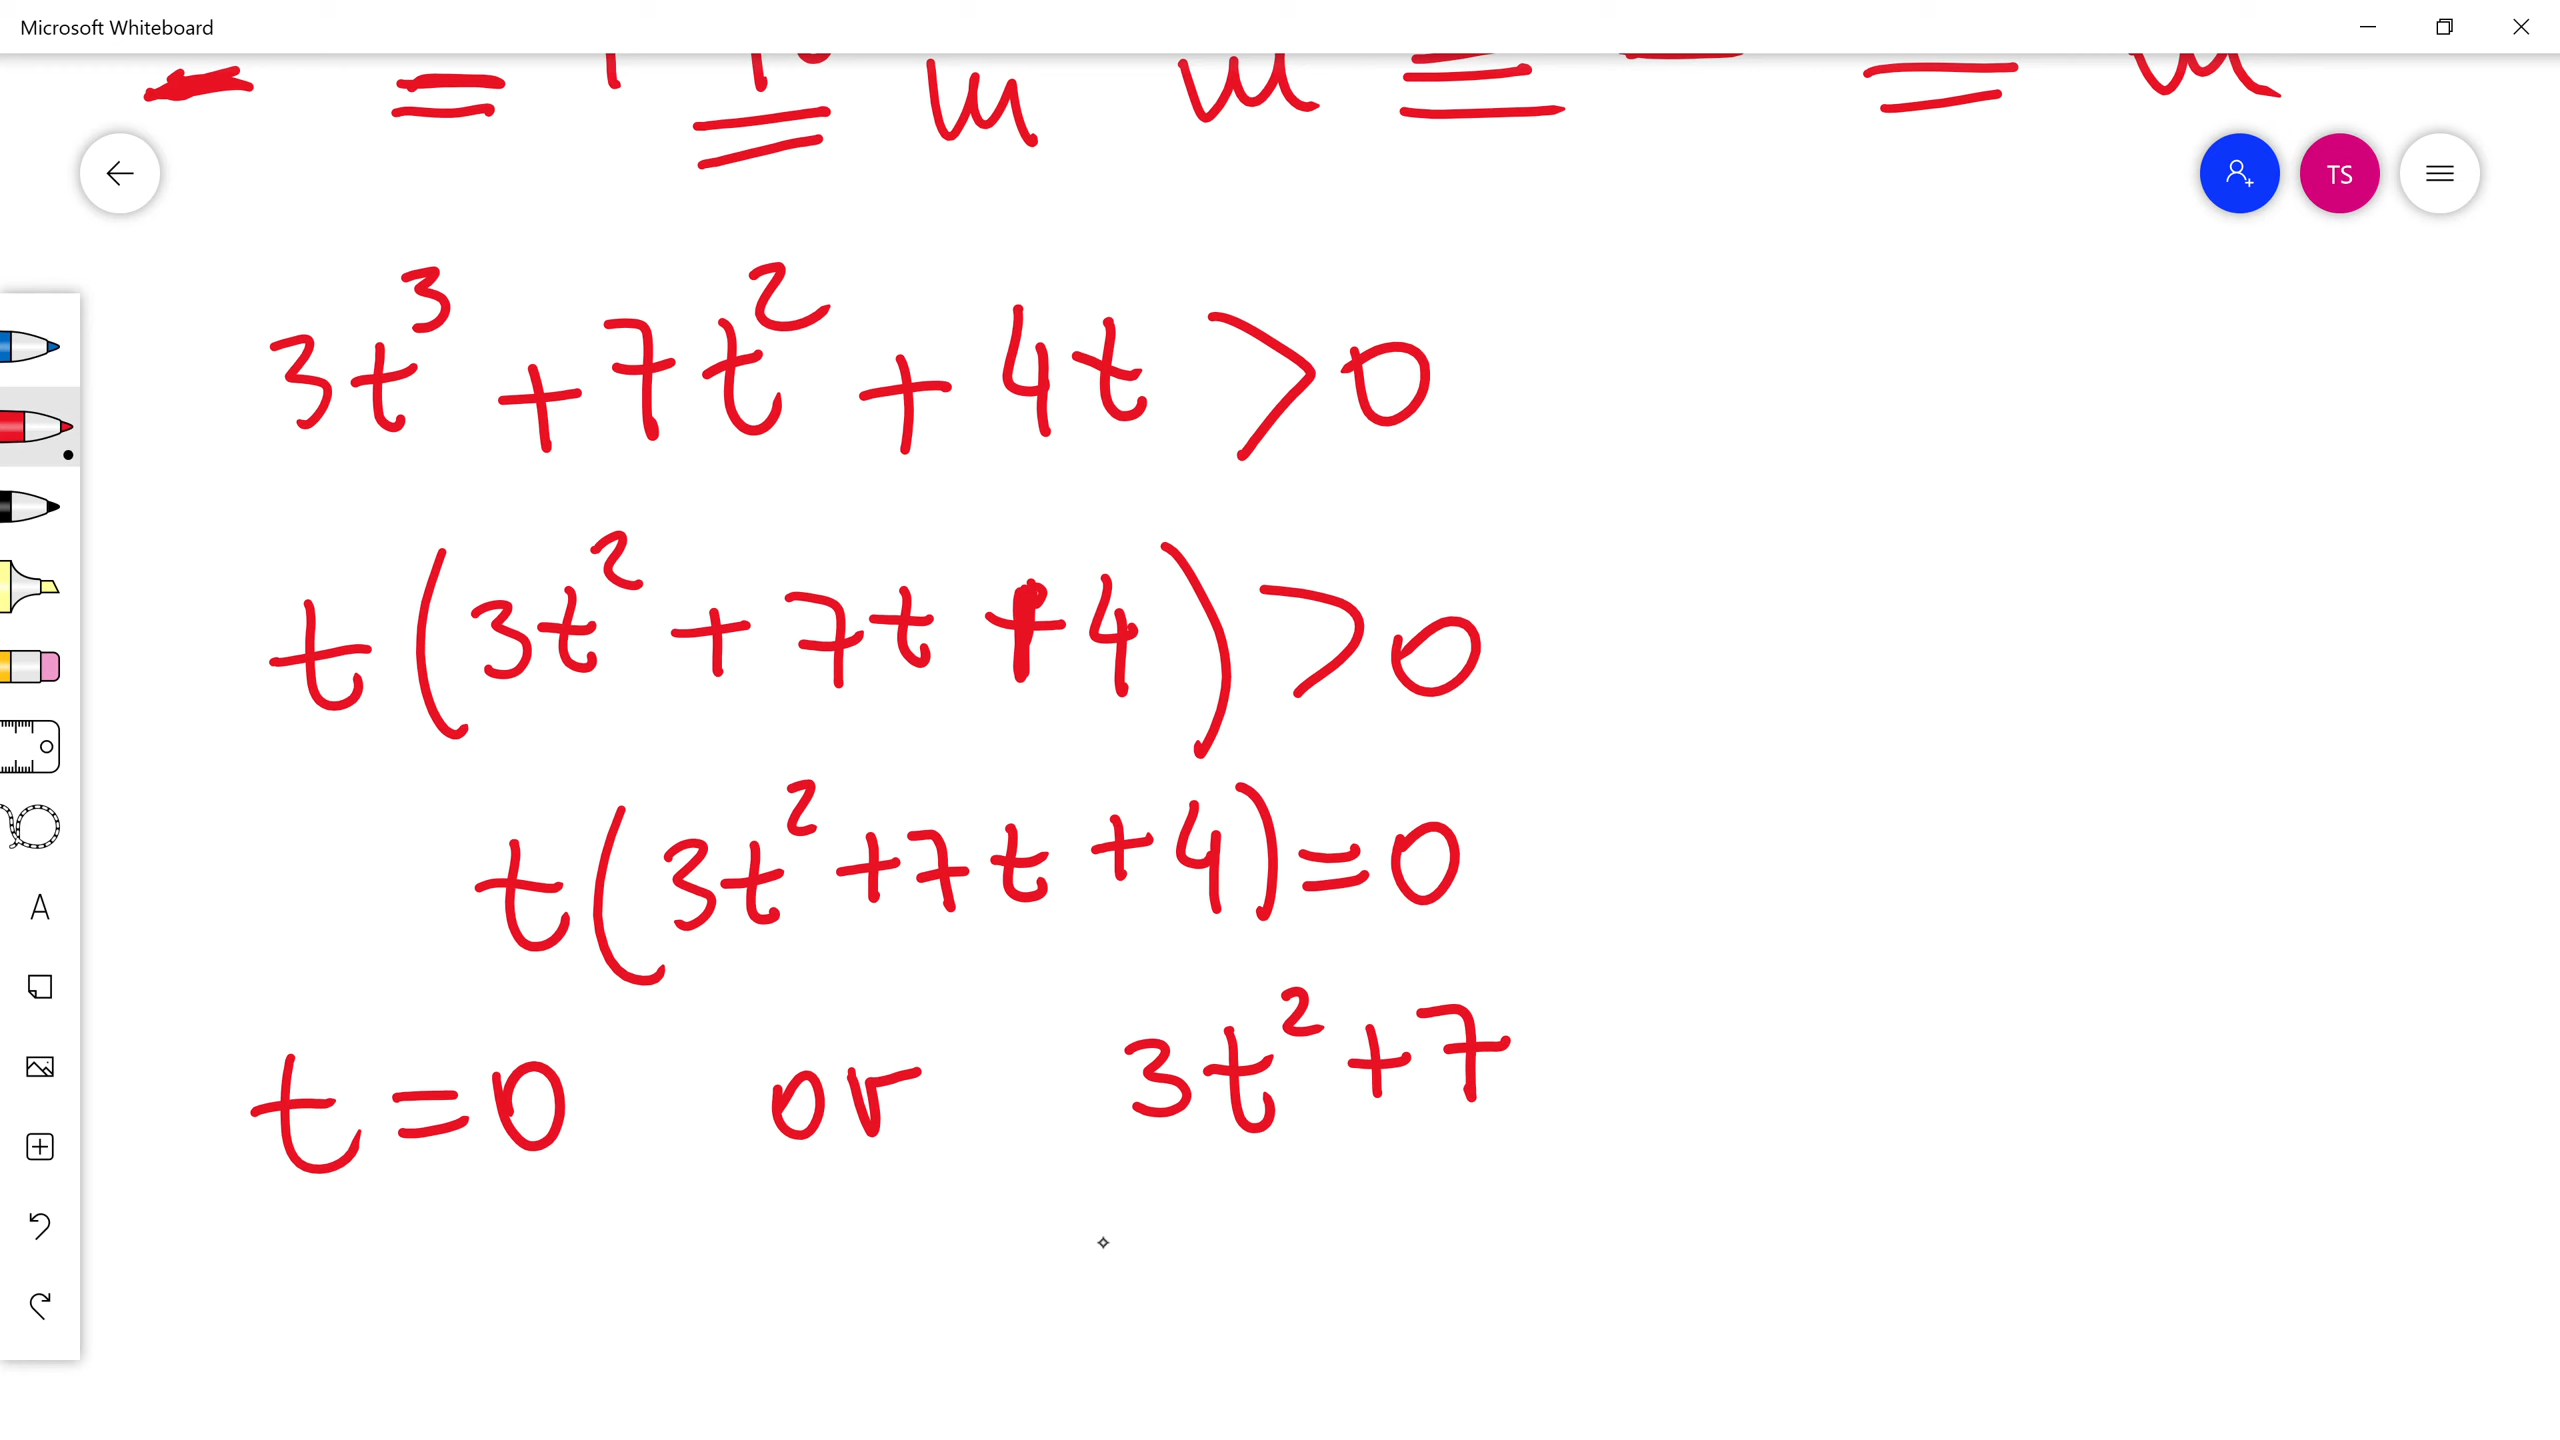 Microsoft Whiteboard
TS
3t³ + 7t² + 4t > 0
t(3t² + 7t + 4) > 0
t(3t² + 7t + 4) = 0
t = 0 or 3t² + 7
A